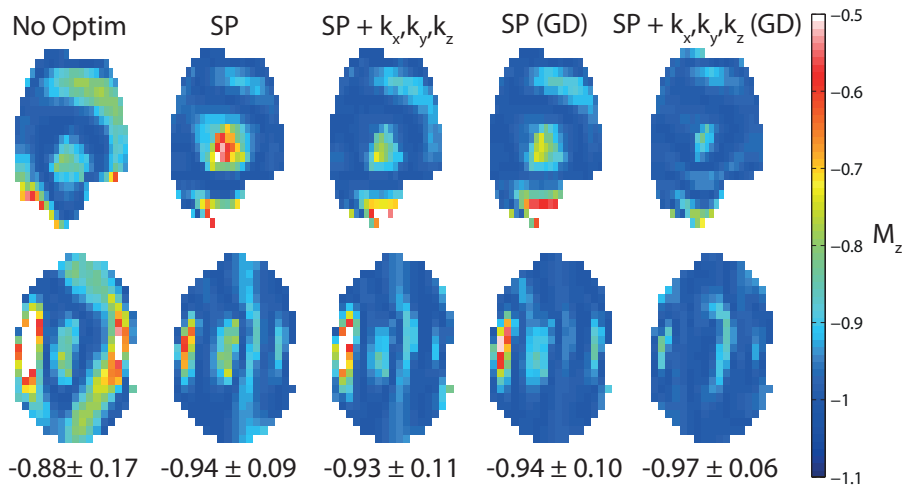 No Optim SP SP + kx,ky,kz SP (GD) SP + kx,ky,kz (GD)
-0.5
-0.6
-0.7
-0.8
-0.9
-1
-1.1
Mz
-0.88± 0.17 -0.94 ± 0.09 -0.93 ± 0.11 -0.94 ± 0.10 -0.97 ± 0.06